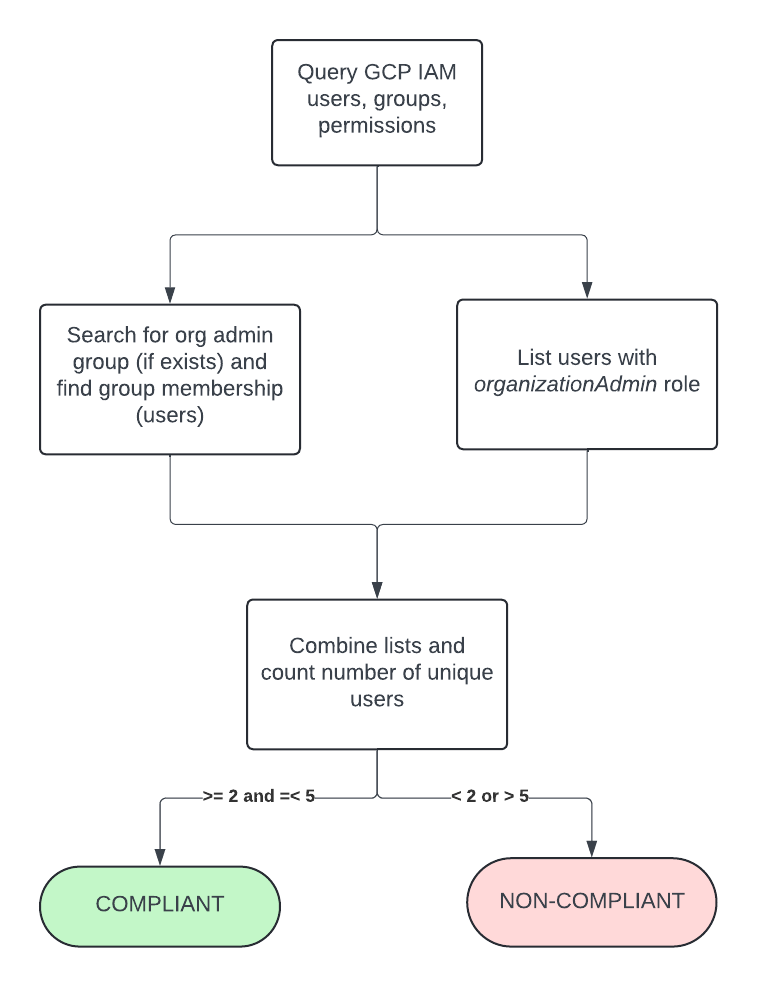 Query GCP IAM
users, groups,
permissions
Search for org admin
group (if exists) and
find group membership
(users)
List users with
organizationAdmin role
Combine lists and
count number of unique
users
>= 2 and =< 5
< 2 or > 5
COMPLIANT
NON-COMPLIANT